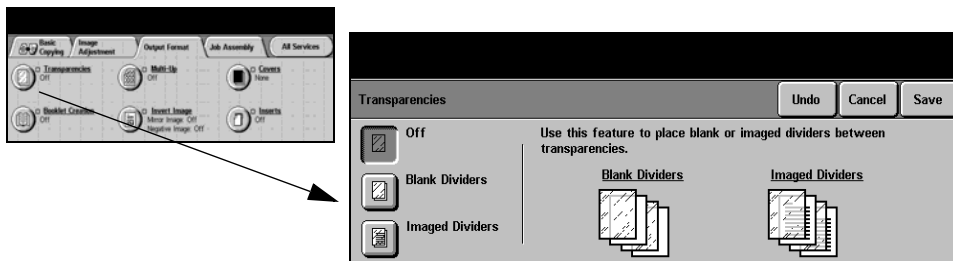 Basic Copying
Image Adjustment
Output Format
Job Assembly
All Services
Transparencies
Off
Multi-Up
Off
Covers
None
Booklet Creation
Off
Invert Image
Mirror Image: Off
Negative Image: Off
Inserts
Off
Transparencies
Undo
Cancel
Save
Off
Blank Dividers
Imaged Dividers
Use this feature to place blank or imaged dividers between
transparencies.
Blank Dividers
Imaged Dividers